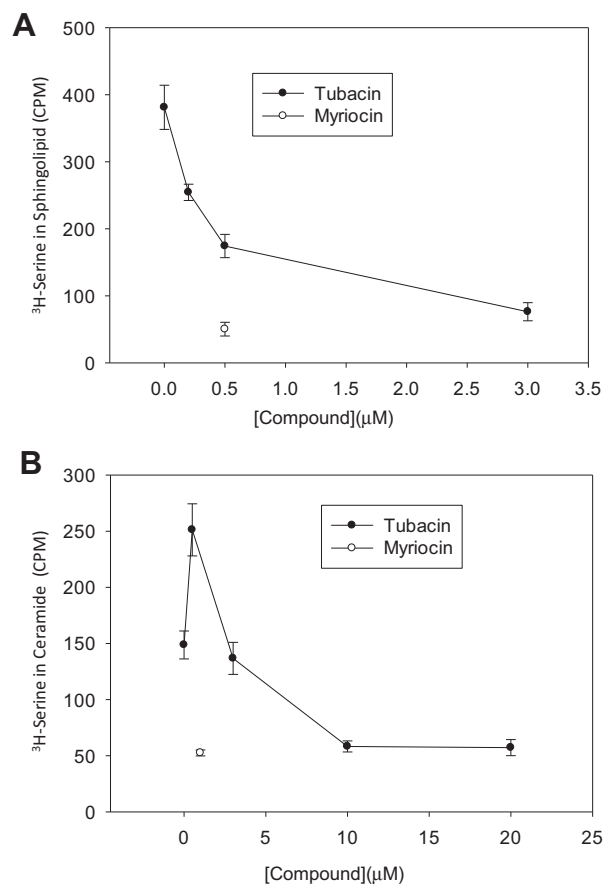 A
500
400
300
200
100
0
³H-Serine in Sphingolipid (CPM)
Tubacin
Myriocin
0.0 0.5 1.0 1.5 2.0 2.5 3.0 3.5
[Compound](μM)
B
300
250
200
150
100
50
0
³H-Serine in Ceramide (CPM)
Tubacin
Myriocin
0 5 10 15 20 25
[Compound](μM)